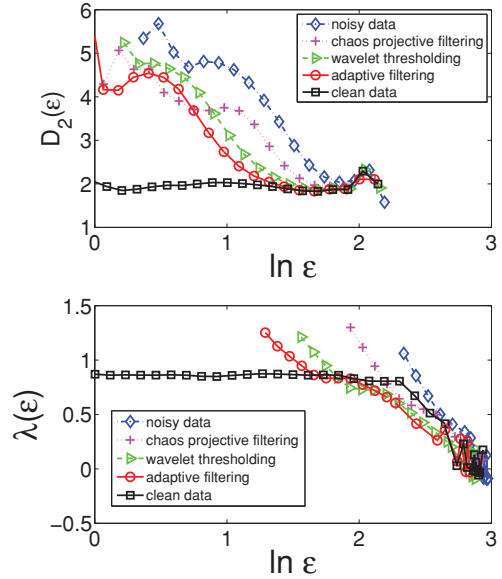 6
5
4
3
2
1
D₂(ε)
noisy data
chaos projective filtering
wavelet thresholding
adaptive filtering
clean data
0
1
2
3
ln ε
1.5
1
0.5
0
−0.5
λ(ε)
noisy data
chaos projective filtering
wavelet thresholding
adaptive filtering
clean data
0
1
2
3
ln ε